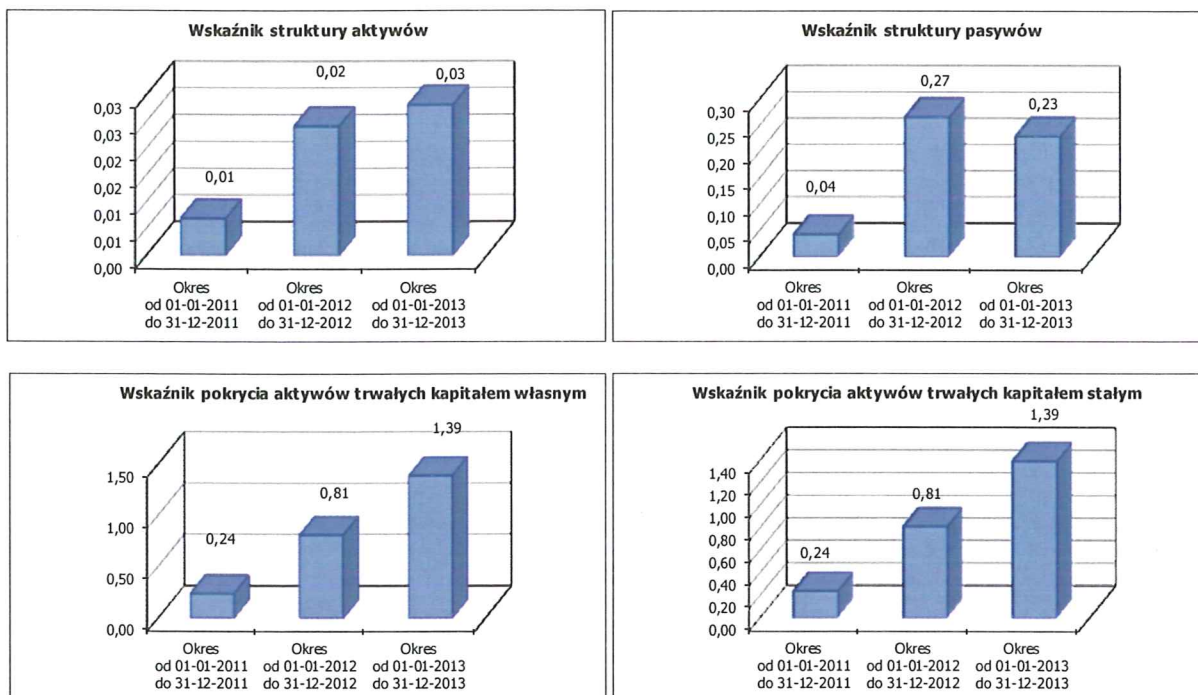 Wskaźnik struktury aktywów
0,02
0,03
0,01
0,03
0,03
0,02
0,02
0,01
0,01
0,00
Okres
od 01-01-2011
do 31-12-2011
Okres
od 01-01-2012
do 31-12-2012
Okres
od 01-01-2013
do 31-12-2013
Wskaźnik struktury pasywów
0,27
0,23
0,04
0,30
0,25
0,20
0,15
0,10
0,05
0,00
Okres
od 01-01-2011
do 31-12-2011
Okres
od 01-01-2012
do 31-12-2012
Okres
od 01-01-2013
do 31-12-2013
Wskaźnik pokrycia aktywów trwałych kapitałem własnym
1,39
0,81
0,24
1,50
1,00
0,50
0,00
Okres
od 01-01-2011
do 31-12-2011
Okres
od 01-01-2012
do 31-12-2012
Okres
od 01-01-2013
do 31-12-2013
Wskaźnik pokrycia aktywów trwałych kapitałem stałym
1,39
0,81
0,24
1,40
1,20
1,00
0,80
0,60
0,40
0,20
0,00
Okres
od 01-01-2011
do 31-12-2011
Okres
od 01-01-2012
do 31-12-2012
Okres
od 01-01-2013
do 31-12-2013